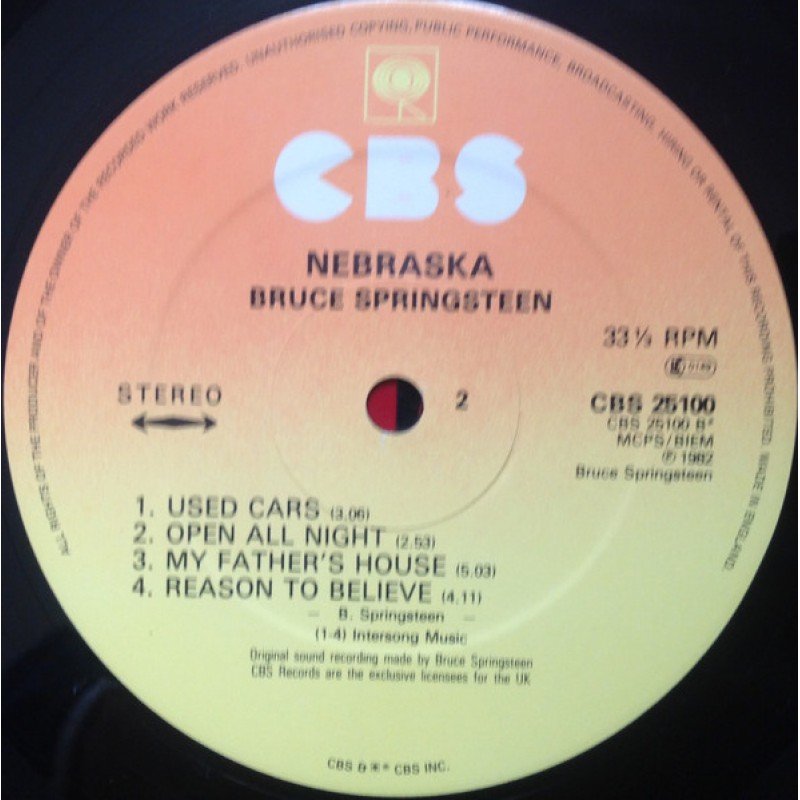 ALL RIGHTS OF THE PRODUCER AND OF THE OWNER OF THE RECORDED WORK RESERVED. UNAUTHORISED COPYING, PUBLIC PERFORMANCE, BROADCASTING, HIRING OR RENTAL OF THIS RECORDING PROHIBITED. MADE IN ENGLAND.
CBS
NEBRASKA
BRUCE SPRINGSTEEN
33⅓ RPM
STEREO
2
CBS 25100
CBS 25100 B*
MCPS/BIEM
℗ 1982
Bruce Springsteen
1. USED CARS (3.06)
2. OPEN ALL NIGHT (2.53)
3. MY FATHER'S HOUSE (5.03)
4. REASON TO BELIEVE (4.11)
– B. Springsteen –
(1-4) Intersong Music
Original sound recording made by Bruce Springsteen
CBS Records are the exclusive licensees for the UK
CBS & ✳ CBS INC.